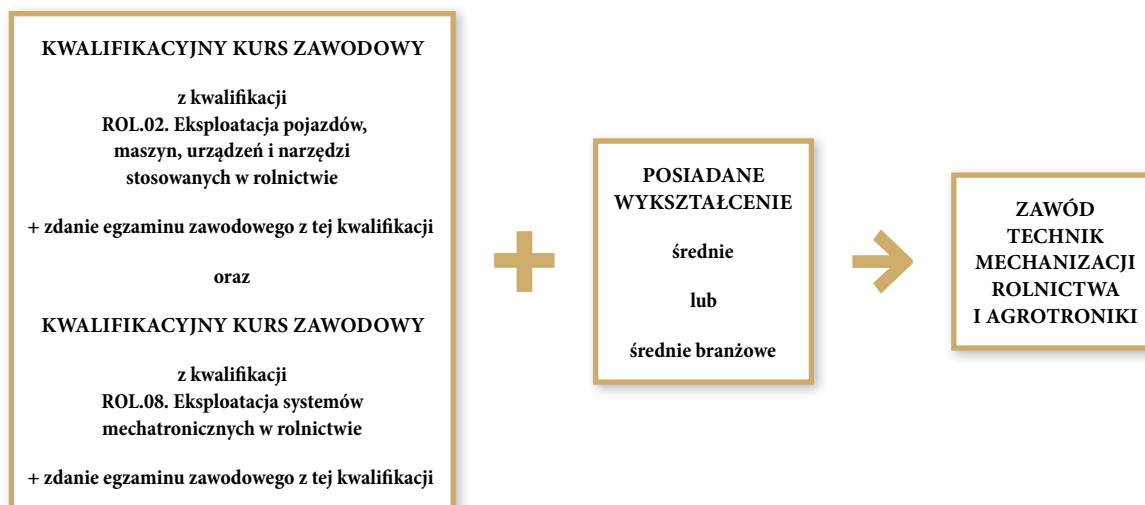 KWALIFIKACYJNY KURS ZAWODOWY
z kwalifikacji
ROL.02. Eksploatacja pojazdów,
maszyn, urządzeń i narzędzi
stosowanych w rolnictwie
+ zdanie egzaminu zawodowego z tej kwalifikacji
oraz
KWALIFIKACYJNY KURS ZAWODOWY
z kwalifikacji
ROL.08. Eksploatacja systemów
mechatronicznych w rolnictwie
+ zdanie egzaminu zawodowego z tej kwalifikacji
+
POSIADANE
WYKSZTAŁCENIE
średnie
lub
średnie branżowe
ZAWÓD
TECHNIK
MECHANIZACJI
ROLNICTWA
I AGROTRONIKI